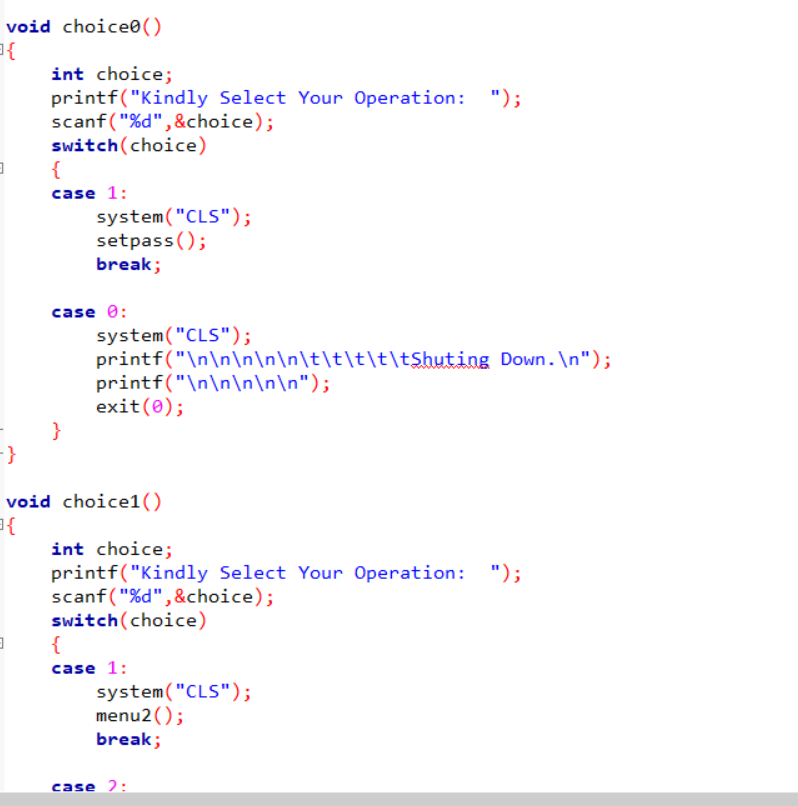 void choice0()
{
    int choice;
    printf("Kindly Select Your Operation:  ");
    scanf("%d",&choice);
    switch(choice)
    {
    case 1:
        system("CLS");
        setpass();
        break;

    case 0:
        system("CLS");
        printf("\n\n\n\n\n\t\t\t\t\tShuting Down.\n");
        printf("\n\n\n\n\n");
        exit(0);
    }
}

void choice1()
{
    int choice;
    printf("Kindly Select Your Operation:  ");
    scanf("%d",&choice);
    switch(choice)
    {
    case 1:
        system("CLS");
        menu2();
        break;

    case 2: